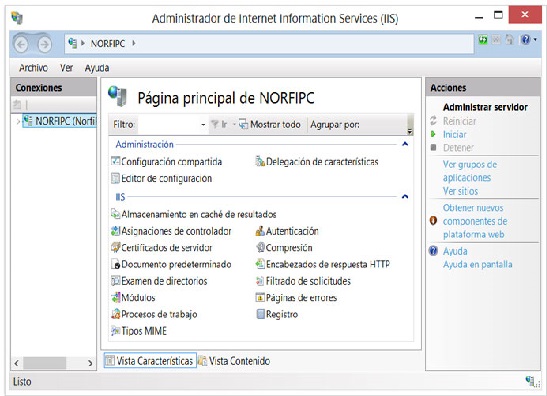 Administrador de Internet Information Services (IIS)
NORFIPC
Archivo Ver Ayuda
Conexiones
NORFIPC (Norfi
Página principal de NORFIPC
Filtro: Ir Mostrar todo Agrupar por:
Administración
Configuración compartida Delegación de características
Editor de configuración
IIS
Almacenamiento en caché de resultados
Asignaciones de controlador Autenticación
Certificados de servidor Compresión
Documento predeterminado Encabezados de respuesta HTTP
Examen de directorios Filtrado de solicitudes
Módulos Páginas de errores
Procesos de trabajo Registro
Tipos MIME
Vista Características Vista Contenido
Acciones
Administrar servidor
Reiniciar
Iniciar
Detener
Ver grupos de
aplicaciones
Ver sitios
Obtener nuevos
componentes de
plataforma web
Ayuda
Ayuda en pantalla
Listo